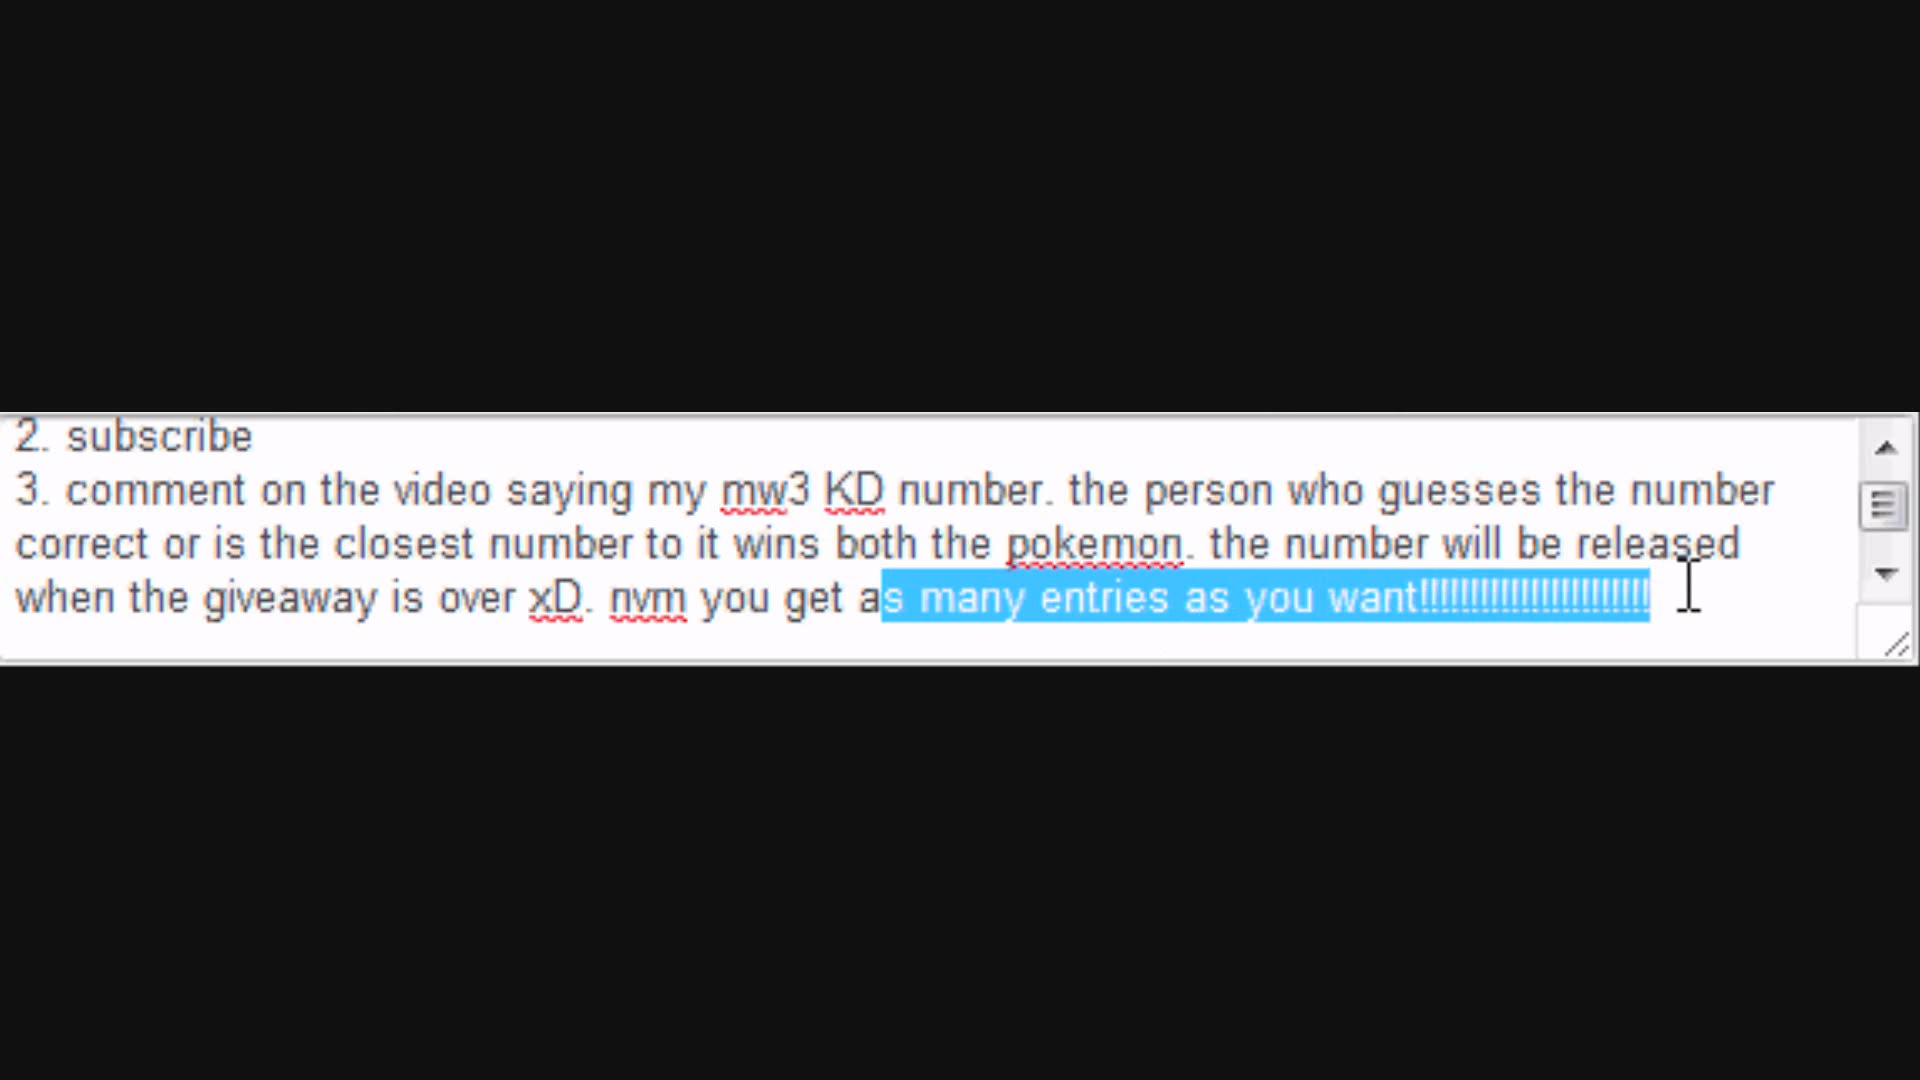 2. subscribe
3. comment on the video saying my mw3 KD number. the person who guesses the number
correct or is the closest number to it wins both the pokemon. the number will be released
when the giveaway is over xD. nvm you get as many entries as you want!!!!!!!!!!!!!!!!!!!!!!!